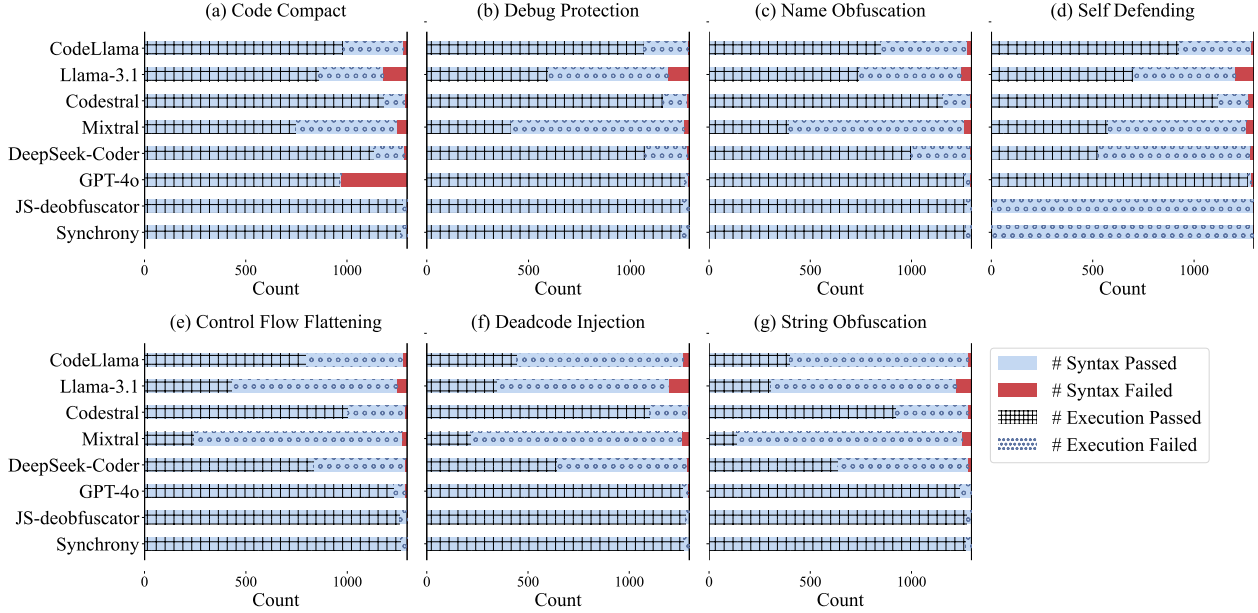 (a) Code Compact
(b) Debug Protection
(c) Name Obfuscation
(d) Self Defending
CodeLlama
Llama-3.1
Codestral
Mixtral
DeepSeek-Coder
GPT-4o
JS-deobfuscator
Synchrony
0 500 1000
Count
0 500 1000
Count
0 500 1000
Count
0 500 1000
Count
(e) Control Flow Flattening
(f) Deadcode Injection
(g) String Obfuscation
CodeLlama
Llama-3.1
Codestral
Mixtral
DeepSeek-Coder
GPT-4o
JS-deobfuscator
Synchrony
0 500 1000
Count
0 500 1000
Count
0 500 1000
Count
# Syntax Passed
# Syntax Failed
# Execution Passed
# Execution Failed